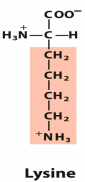 COO⁻
H₃N⁺—C—H
CH₂
CH₂
CH₂
CH₂
⁺NH₃
Lysine